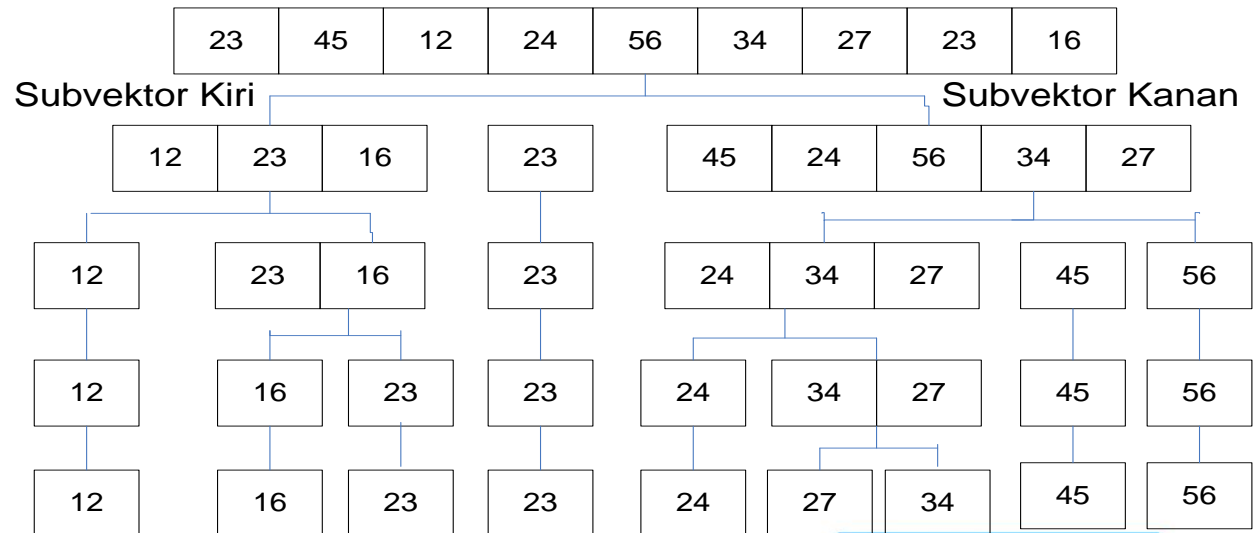 23 45 12 24 56 34 27 23 16
Subvektor Kiri Subvektor Kanan
12 23 16 23 45 24 56 34 27
12 23 16 23 24 34 27 45 56
12 16 23 23 24 34 27 45 56
12 16 23 23 24 27 34 45 56